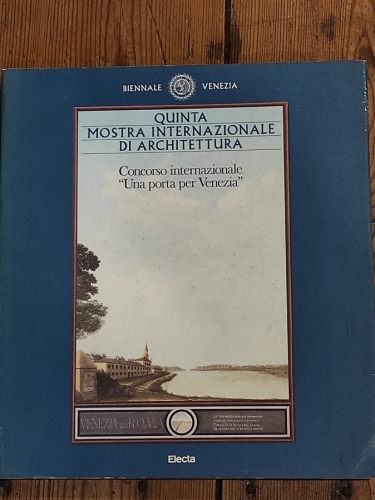 BIENNALE VENEZIA
QUINTA
MOSTRA INTERNAZIONALE
DI ARCHITETTURA
Concorso internazionale
"Una porta per Venezia"
VENEZIA e ROMA
Electa